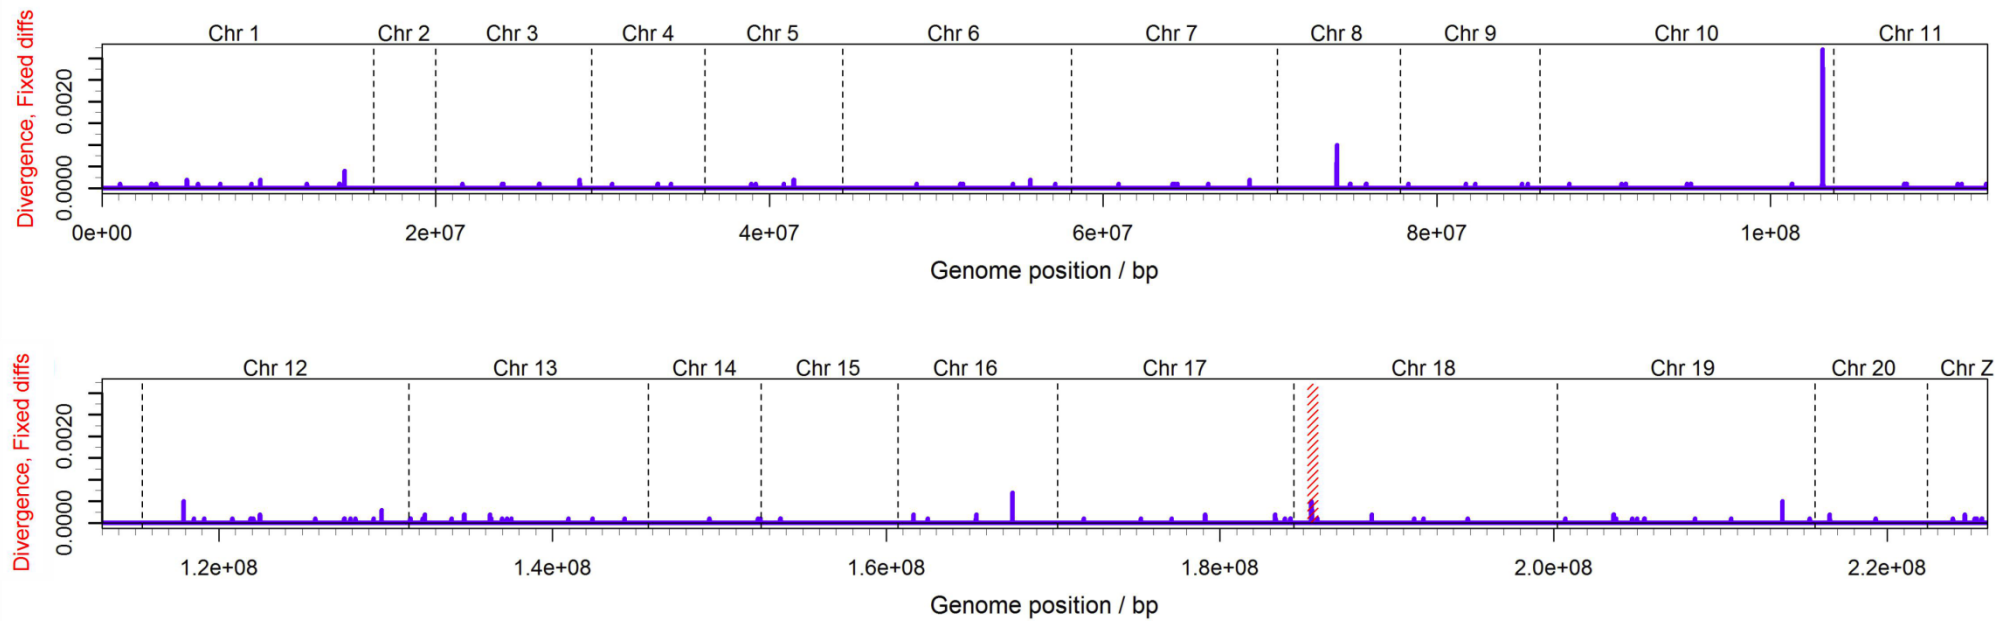 Chr 1 Chr 2 Chr 3 Chr 4 Chr 5 Chr 6 Chr 7 Chr 8 Chr 9 Chr 10 Chr 11
Divergence, Fixed diffs
0.0020
0.0000
0e+00 2e+07 4e+07 6e+07 8e+07 1e+08
Genome position / bp
Chr 12 Chr 13 Chr 14 Chr 15 Chr 16 Chr 17 Chr 18 Chr 19 Chr 20 Chr Z
Divergence, Fixed diffs
0.0020
0.0000
1.2e+08 1.4e+08 1.6e+08 1.8e+08 2.0e+08 2.2e+08
Genome position / bp